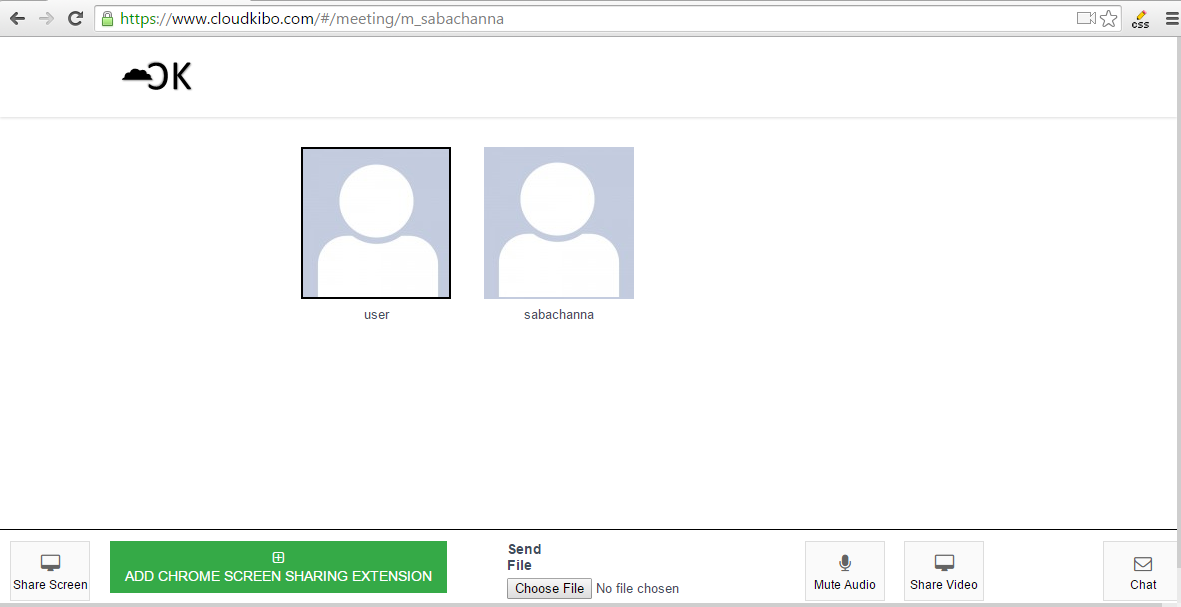 https://www.cloudkibo.com/#/meeting/m_sabachanna
css
CK
user
sabachanna
Share Screen
ADD CHROME SCREEN SHARING EXTENSION
Send
File
Choose File No file chosen
Mute Audio
Share Video
Chat